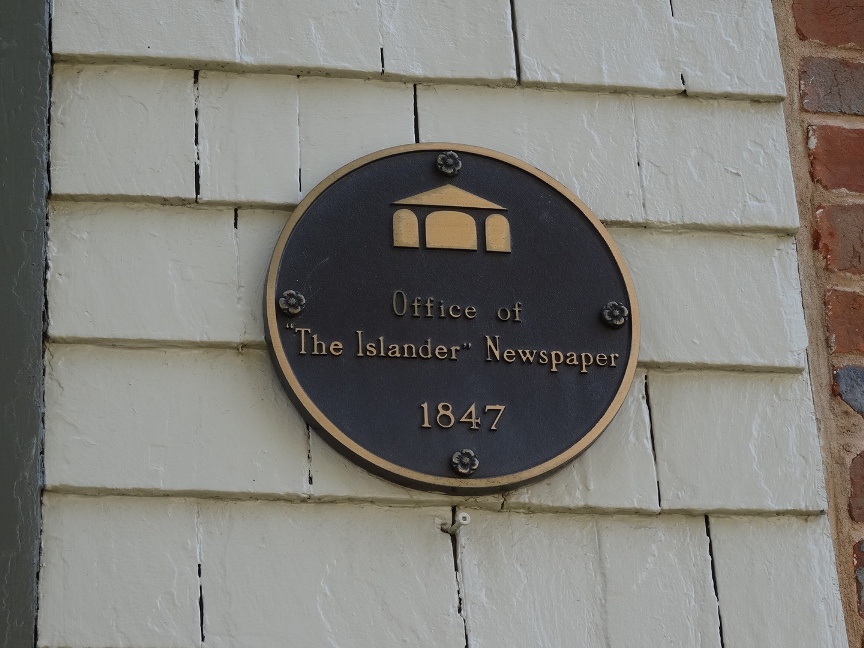 Office of
"The Islander" Newspaper
1847